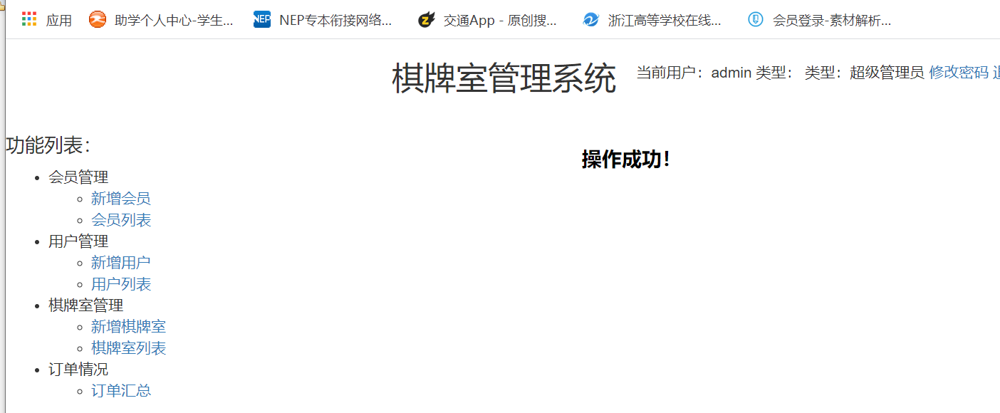 应用 助学个人中心-学生... NEP NEP专本衔接网络... 交通App - 原创搜... 浙江高等学校在线... 会员登录-素材解析...
棋牌室管理系统 当前用户：admin 类型： 类型：超级管理员 修改密码
功能列表：
操作成功！
会员管理
新增会员
会员列表
用户管理
新增用户
用户列表
棋牌室管理
新增棋牌室
棋牌室列表
订单情况
订单汇总